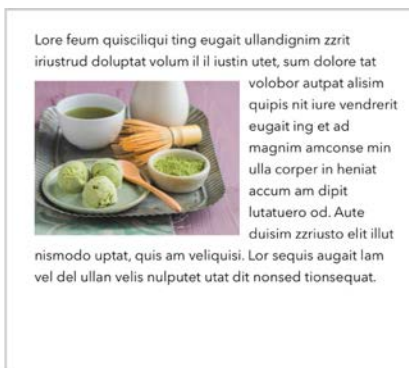 Lore feum quisciliqui ting eugait ullandignim zzrit
iriustrud doluptat volum il il iustin utet, sum dolore tat
volobor autpat alisim
quipis nit iure vendrerit
eugait ing et ad
magnim amconse min
ulla corper in heniat
accum am dipit
lutatuero od. Aute
duisim zzriusto elit illut
nismodo uptat, quis am veliquisi. Lor sequis augait lam
vel del ullan velis nulputet utat dit nonsed tionsequat.